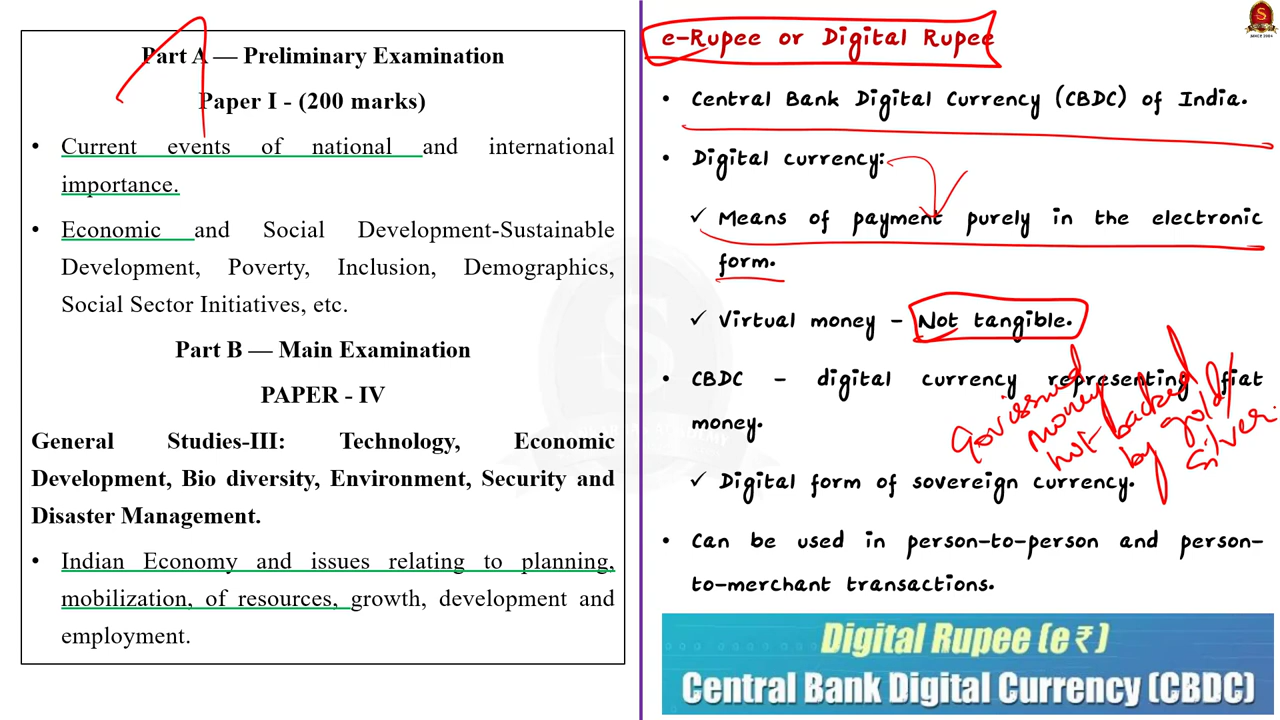 Part A — Preliminary Examination
Paper I - (200 marks)
• Current events of national and international
importance.
• Economic and Social Development-Sustainable
Development, Poverty, Inclusion, Demographics,
Social Sector Initiatives, etc.
Part B — Main Examination
PAPER - IV
General Studies-III: Technology, Economic
Development, Bio diversity, Environment, Security and
Disaster Management.
• Indian Economy and issues relating to planning,
mobilization, of resources, growth, development and
employment.
e-Rupee or Digital Rupee
• Central Bank Digital Currency (CBDC) of India.
• Digital currency:
✓ Means of payment purely in the electronic
form.
✓ Virtual money - Not tangible.
• CBDC - digital currency representing fiat
money.
Gov issued
money
not backed
by gold/
silver.
✓ Digital form of sovereign currency.
• Can be used in person-to-person and person-
to-merchant transactions.
Digital Rupee (e₹)
Central Bank Digital Currency (CBDC)
S
SINCE 2004